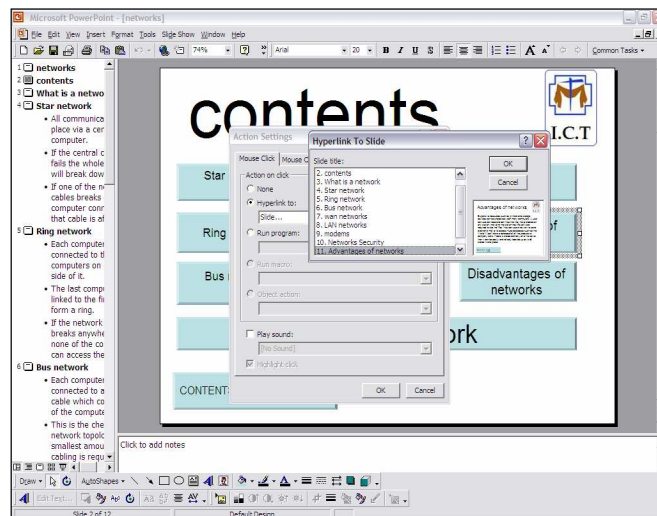 Microsoft PowerPoint - [networks]
File Edit View Insert Format Tools Slide Show Window Help
74% Arial 20 B I U S Common Tasks
1 networks
2 contents
3 What is a netwo
4 Star network
• All communica
place via a cen
computer.
• If the central c
fails the whole
will break dow
• If one of the ne
cables breaks
computer conn
that cable is af
5 Ring network
• Each computer
connected to th
computers on
side of it.
• The last compu
linked to the fi
form a ring.
• If the network
breaks anywhe
none of the co
can access the
6 Bus network
• Each computer
connected to a
cable which co
of the compute
• This is the che
network topolo
smallest amou
cabling is requ
contents
I.C.T
Star
Ring
Bus
of
Disadvantages of
networks
ork
CONTENT
Action Settings
Mouse Click Mouse O
Action on click
None
Hyperlink to:
Slide...
Run program:
Run macro:
Object action:
Play sound:
[No Sound]
Highlight click
OK Cancel
Hyperlink To Slide
Slide title:
2. contents
3. What is a network
4. Star network
5. Ring network
6. Bus network
7. wan networks
8. LAN networks
9. modems
10. Networks Security
11. Advantages of networks
OK
Cancel
Advantages of networks
Click to add notes
Draw AutoShapes
Edit Text...
Slide 2 of 12 Default Design